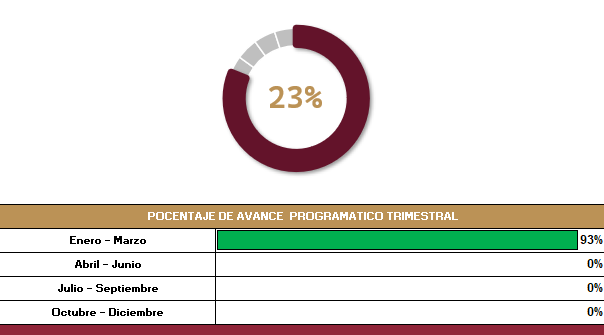 23%
POCENTAJE DE AVANCE PROGRAMATICO TRIMESTRAL
Enero - Marzo 93%
Abril - Junio 0%
Julio - Septiembre 0%
Octubre - Diciembre 0%